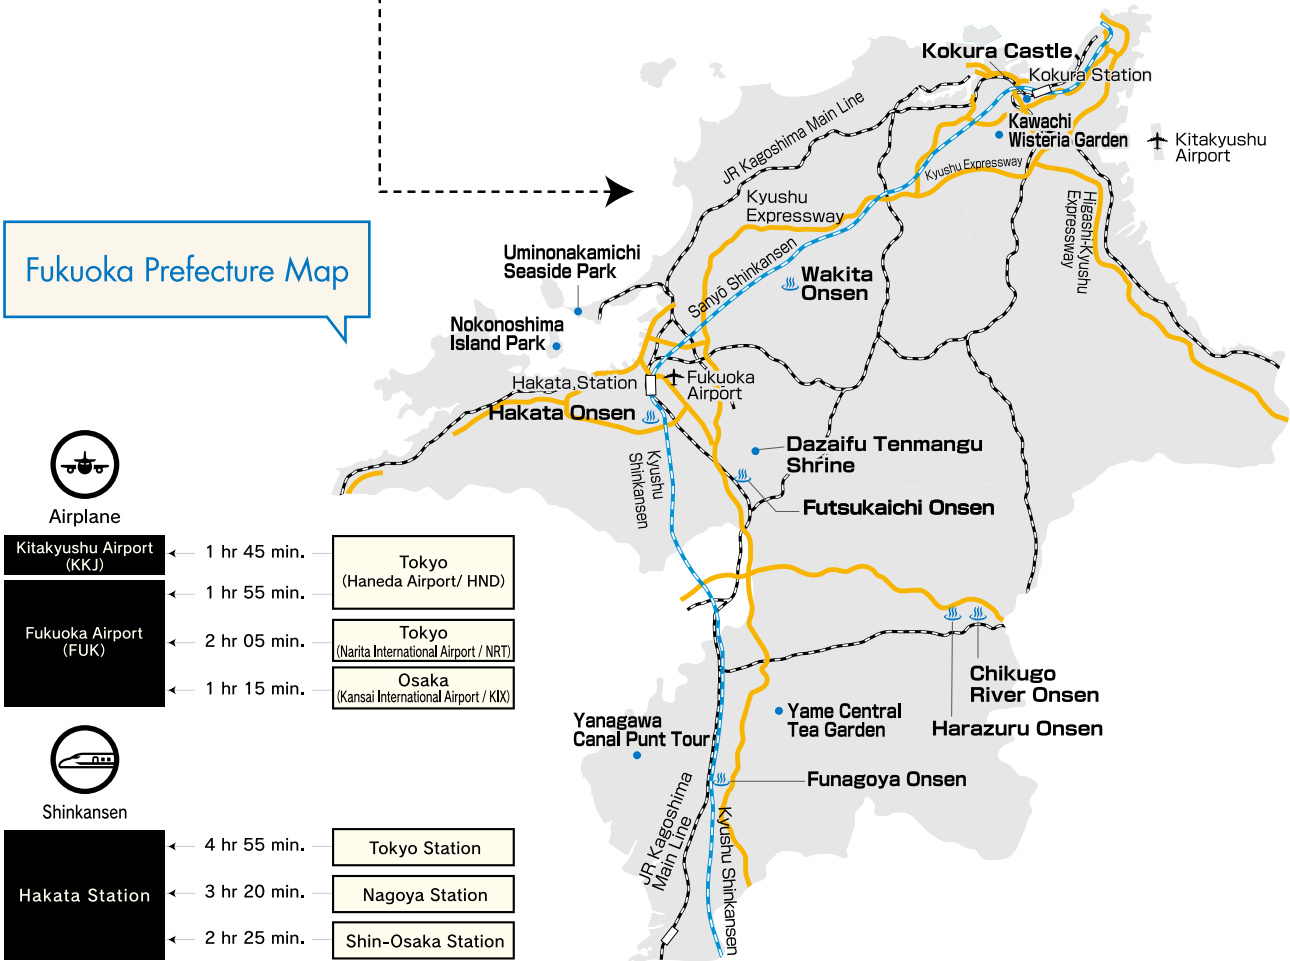 Fukuoka Prefecture Map
Kokura Castle
Kokura Station
Kawachi
Wisteria Garden
Kitakyushu
Airport
JR Kagoshima Main Line
Kyushu Expressway
Kyushu
Expressway
Higashi-Kyushu
Expressway
Uminonakamichi
Seaside Park
Sanyō Shinkansen
Wakita
Onsen
Nokonoshima
Island Park
Hakata Station
Fukuoka
Airport
Hakata Onsen
Kyushu
Shinkansen
Dazaifu Tenmangu
Shrine
Futsukaichi Onsen
Chikugo
River Onsen
Harazuru Onsen
Yame Central
Tea Garden
Yanagawa
Canal Punt Tour
Funagoya Onsen
JR Kagoshima
Main Line
Kyushu Shinkansen
Airplane
Kitakyushu Airport
(KKJ)
1 hr 45 min.
Tokyo
(Haneda Airport/ HND)
1 hr 55 min.
Fukuoka Airport
(FUK)
2 hr 05 min.
Tokyo
(Narita International Airport / NRT)
1 hr 15 min.
Osaka
(Kansai International Airport / KIX)
Shinkansen
Hakata Station
4 hr 55 min.
Tokyo Station
3 hr 20 min.
Nagoya Station
2 hr 25 min.
Shin-Osaka Station